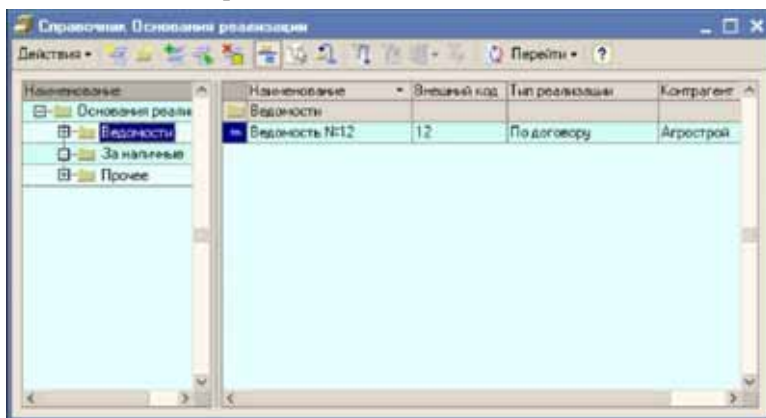 Справочник Основания реализации
Действия Перейти ?
Наименование
Основания реали
Ведомости
За наличные
Прочее
Наименование Внешний код Тип реализации Контрагент
Ведомости
Ведомость №12 12 По договору Агрострой